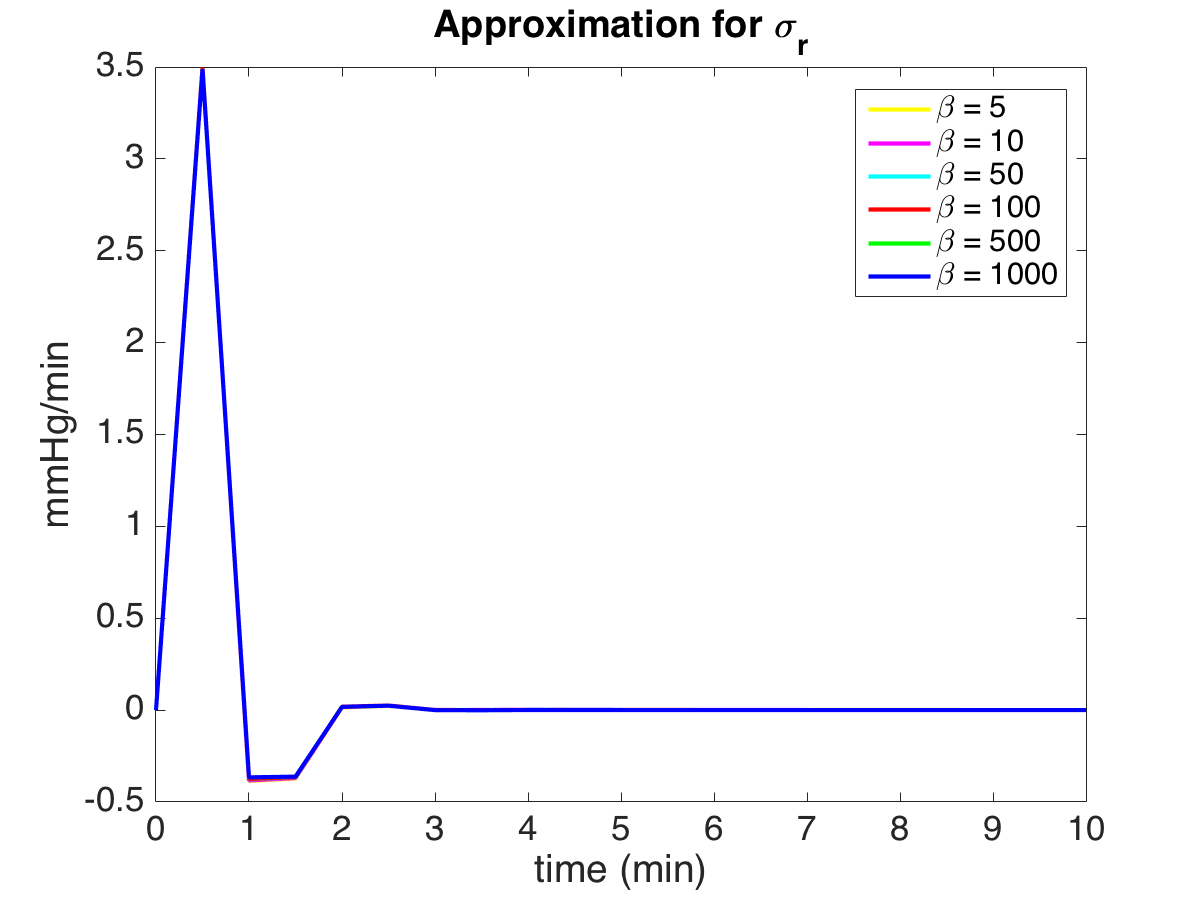 Approximation for σr
3.5
3
2.5
2
1.5
1
0.5
0
-0.5
mmHg/min
β = 5
β = 10
β = 50
β = 100
β = 500
β = 1000
0 1 2 3 4 5 6 7 8 9 10
time (min)